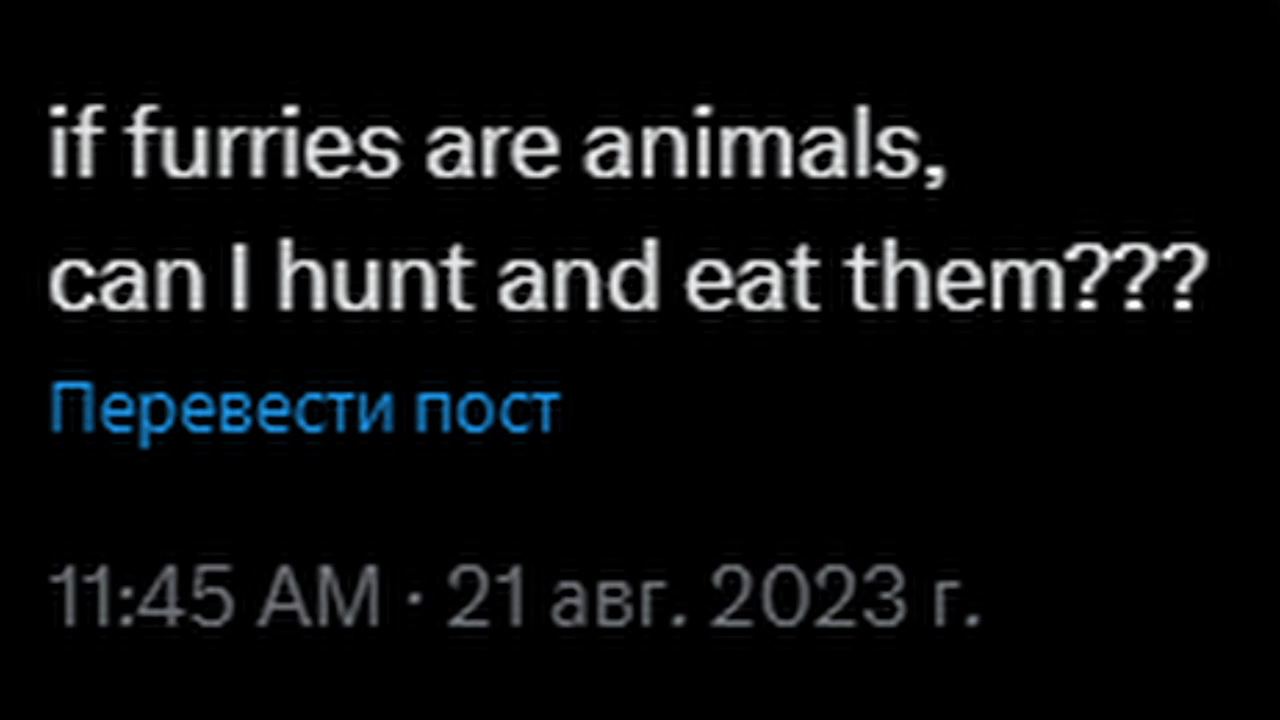 if furries are animals,
can I hunt and eat them???
Перевести пост
11:45 AM · 21 авг. 2023 г.